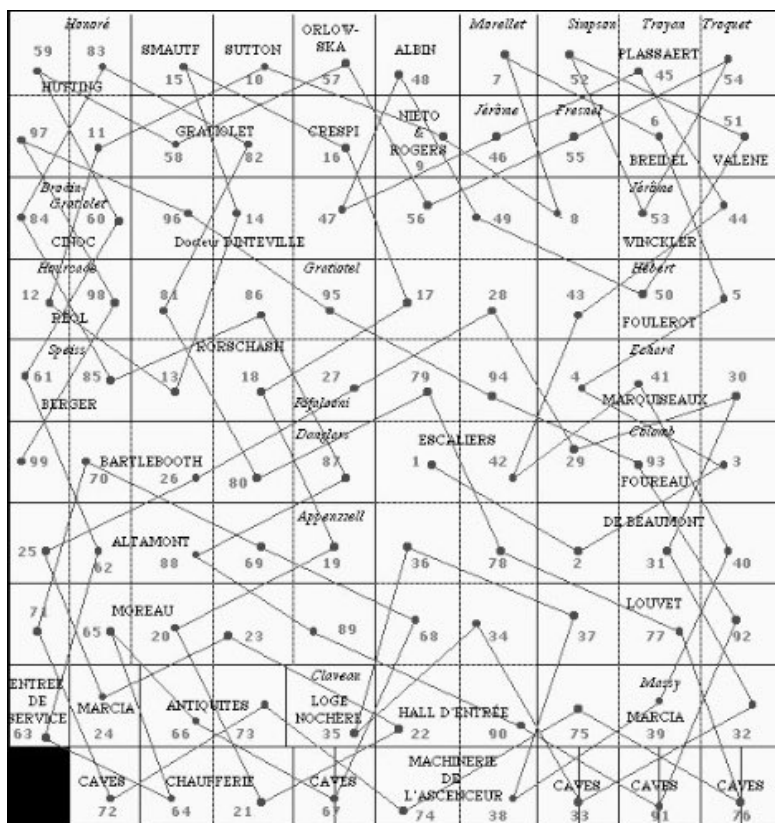 Honoré Morellet Simpson Troyan Troquet
59 83 SMAUTF SUTTON ORLOW-
SKA ALBIN PLASSAERT
HUTTING 15 10 57 48 7 52 45 54
97 11 GRATIOLET CRESPI NIETO
&
ROGERS Jérôme Fresnel 6 51
58 82 16 9 46 55 BREIDEL VALENE
Brodin-
Gratiolet Jérôme
84 60 96 14 47 56 49 8 53 44
CINOC Docteur DINTEVILLE WINCKLER
Hourcade Gratiolet Hébert
12 98 81 86 95 17 28 43 50 5
RÉOL FOULEROT
Speiss RORSCHASH Echard
61 85 13 18 27 79 94 4 41 30
BERGER MARQUISEAUX
Danglars Colomb
BARTLEBOOTH ESCALIERS
99 70 26 80 87 1 42 29 93 3
FOUREAU
Appenzzell DE BEAUMONT
25 62 ALTAMONT 88 69 19 36 78 2 31 40
71 65 MOREAU 20 23 89 68 34 37 LOUVET 77 92
ENTREE
DE
SERVICE MARCIA ANTIQUITES Claveau
LOGE
NOCHÈRE HALL D'ENTRÉE Massy
MARCIA
63 24 66 73 35 22 90 75 39 32
CAVES CHAUFFERIE CAVES MACHINERIE
DE
L'ASCENCEUR CAVES CAVES CAVES
72 64 21 67 74 38 33 91 76